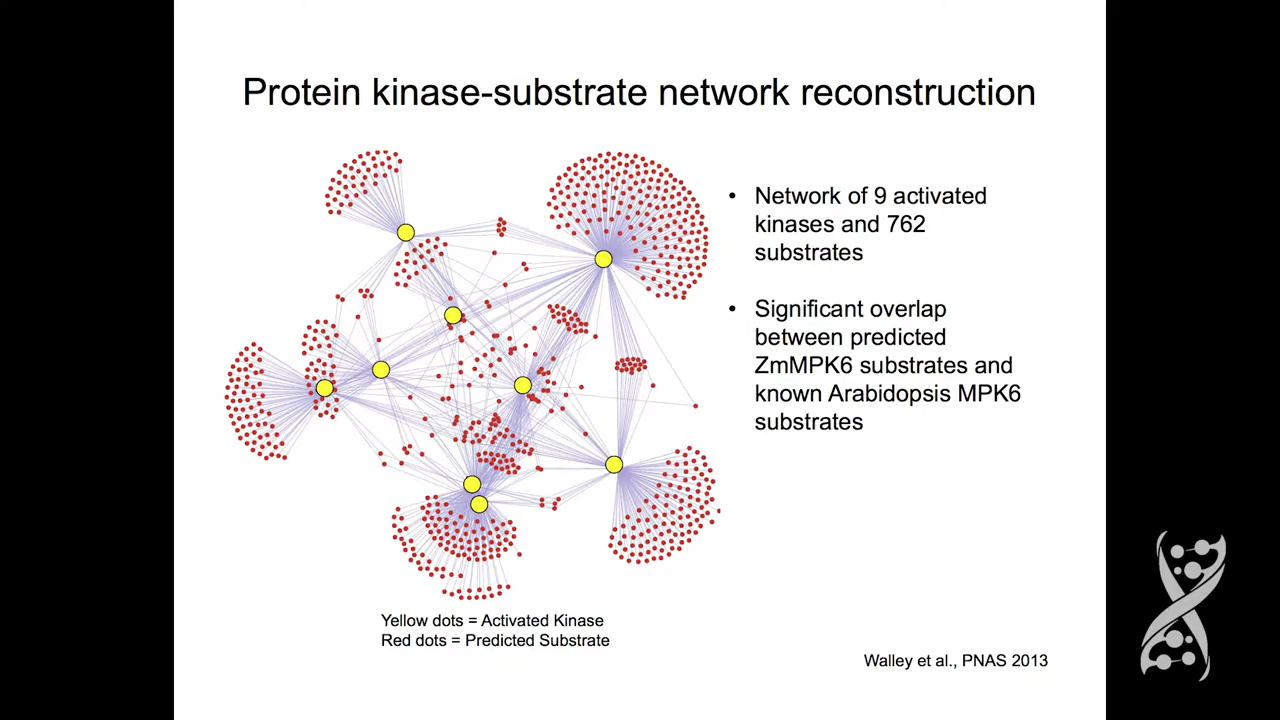 Protein kinase-substrate network reconstruction
• Network of 9 activated
kinases and 762
substrates
• Significant overlap
between predicted
ZmMPK6 substrates and
known Arabidopsis MPK6
substrates
Yellow dots = Activated Kinase
Red dots = Predicted Substrate
Walley et al., PNAS 2013